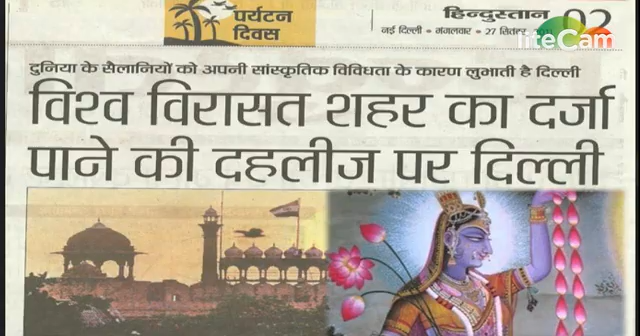 पर्यटन
दिवस
हिन्दुस्तान 02
नई दिल्ली • मंगलवार • 27 सितंबर
liteCam
दुनिया के सैलानियों को अपनी सांस्कृतिक विविधता के कारण लुभाती है दिल्ली
विश्व विरासत शहर का दर्जा
पाने की दहलीज पर दिल्ली